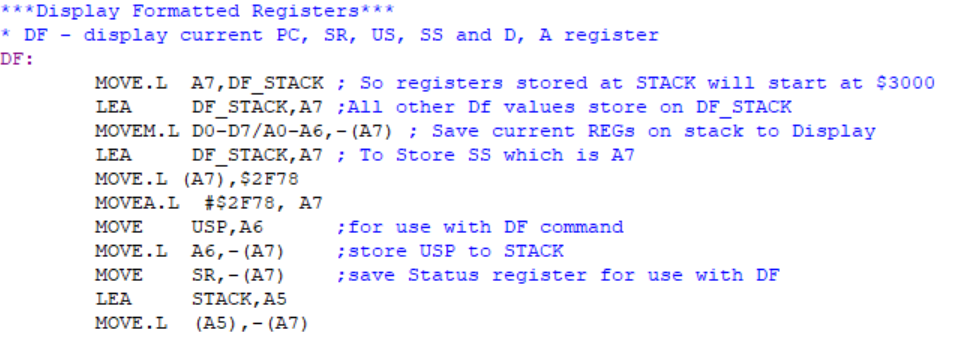 ***Display Formatted Registers***
* DF - display current PC, SR, US, SS and D, A register
DF:
MOVE.L A7,DF_STACK ; So registers stored at STACK will start at $3000
LEA DF_STACK,A7 ;All other Df values store on DF_STACK
MOVEM.L D0-D7/A0-A6,-(A7) ; Save current REGs on stack to Display
LEA DF_STACK,A7 ; To Store SS which is A7
MOVE.L (A7),$2F78
MOVEA.L #$2F78, A7
MOVE USP,A6 ;for use with DF command
MOVE.L A6,-(A7) ;store USP to STACK
MOVE SR,-(A7) ;save Status register for use with DF
LEA STACK,A5
MOVE.L (A5),-(A7)